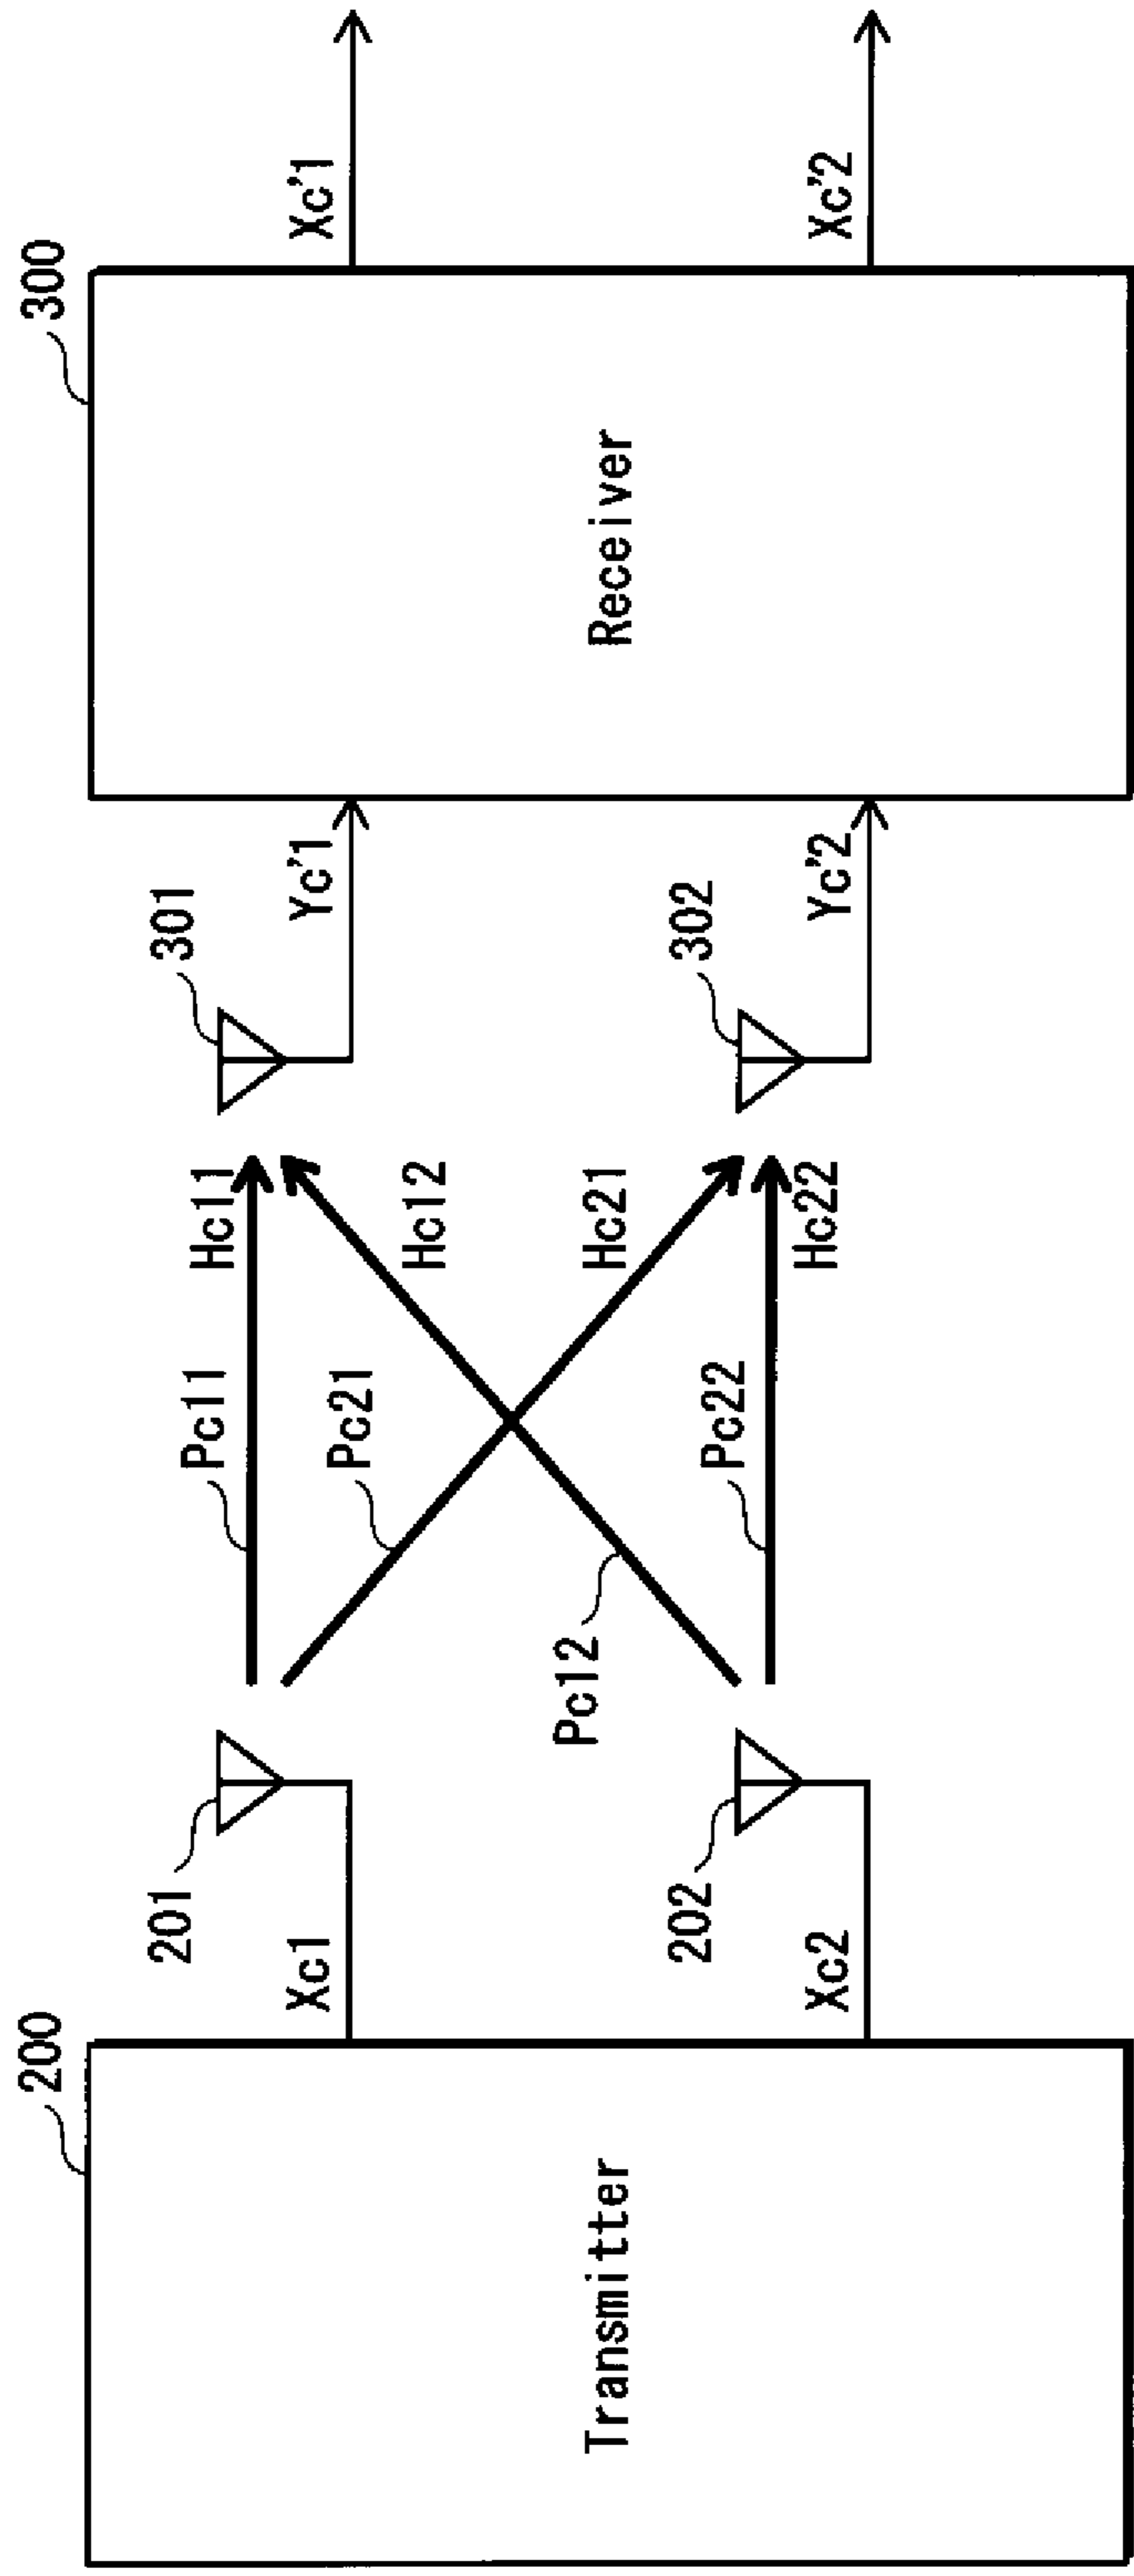 200
Transmitter
Xc1
201
Xc2
202
Pc11
Pc21
Pc12
Pc22
Hc11
Hc12
Hc21
Hc22
301
Yc'1
302
Yc'2
300
Receiver
Xc'1
Xc'2